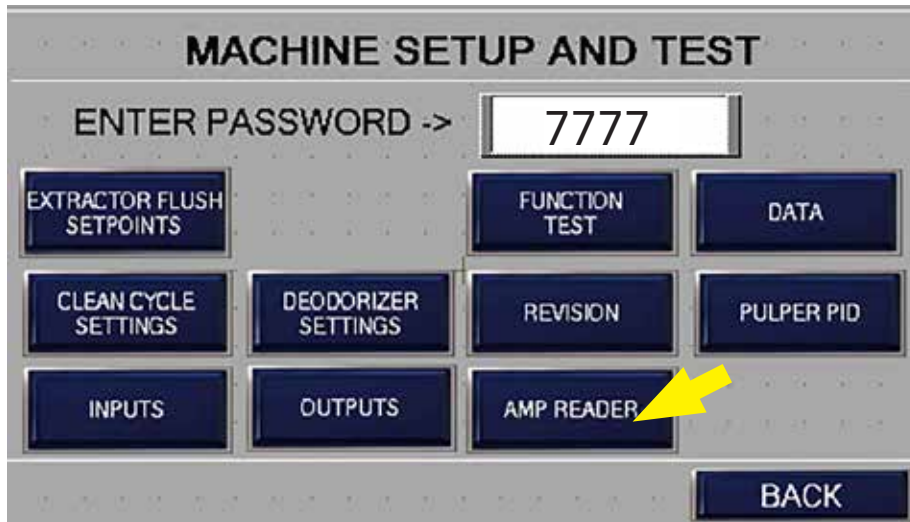 MACHINE SETUP AND TEST
ENTER PASSWORD -> 7777
EXTRACTOR FLUSH
SETPOINTS
FUNCTION
TEST
DATA
CLEAN CYCLE
SETTINGS
DEODORIZER
SETTINGS
REVISION
PULPER PID
INPUTS
OUTPUTS
AMP READER
BACK